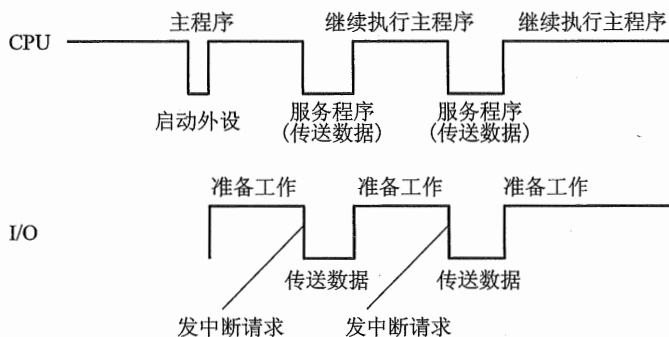 主程序
继续执行主程序
继续执行主程序
CPU
启动外设
服务程序
(传送数据)
服务程序
(传送数据)
准备工作
准备工作
准备工作
I/O
传送数据
传送数据
发中断请求
发中断请求